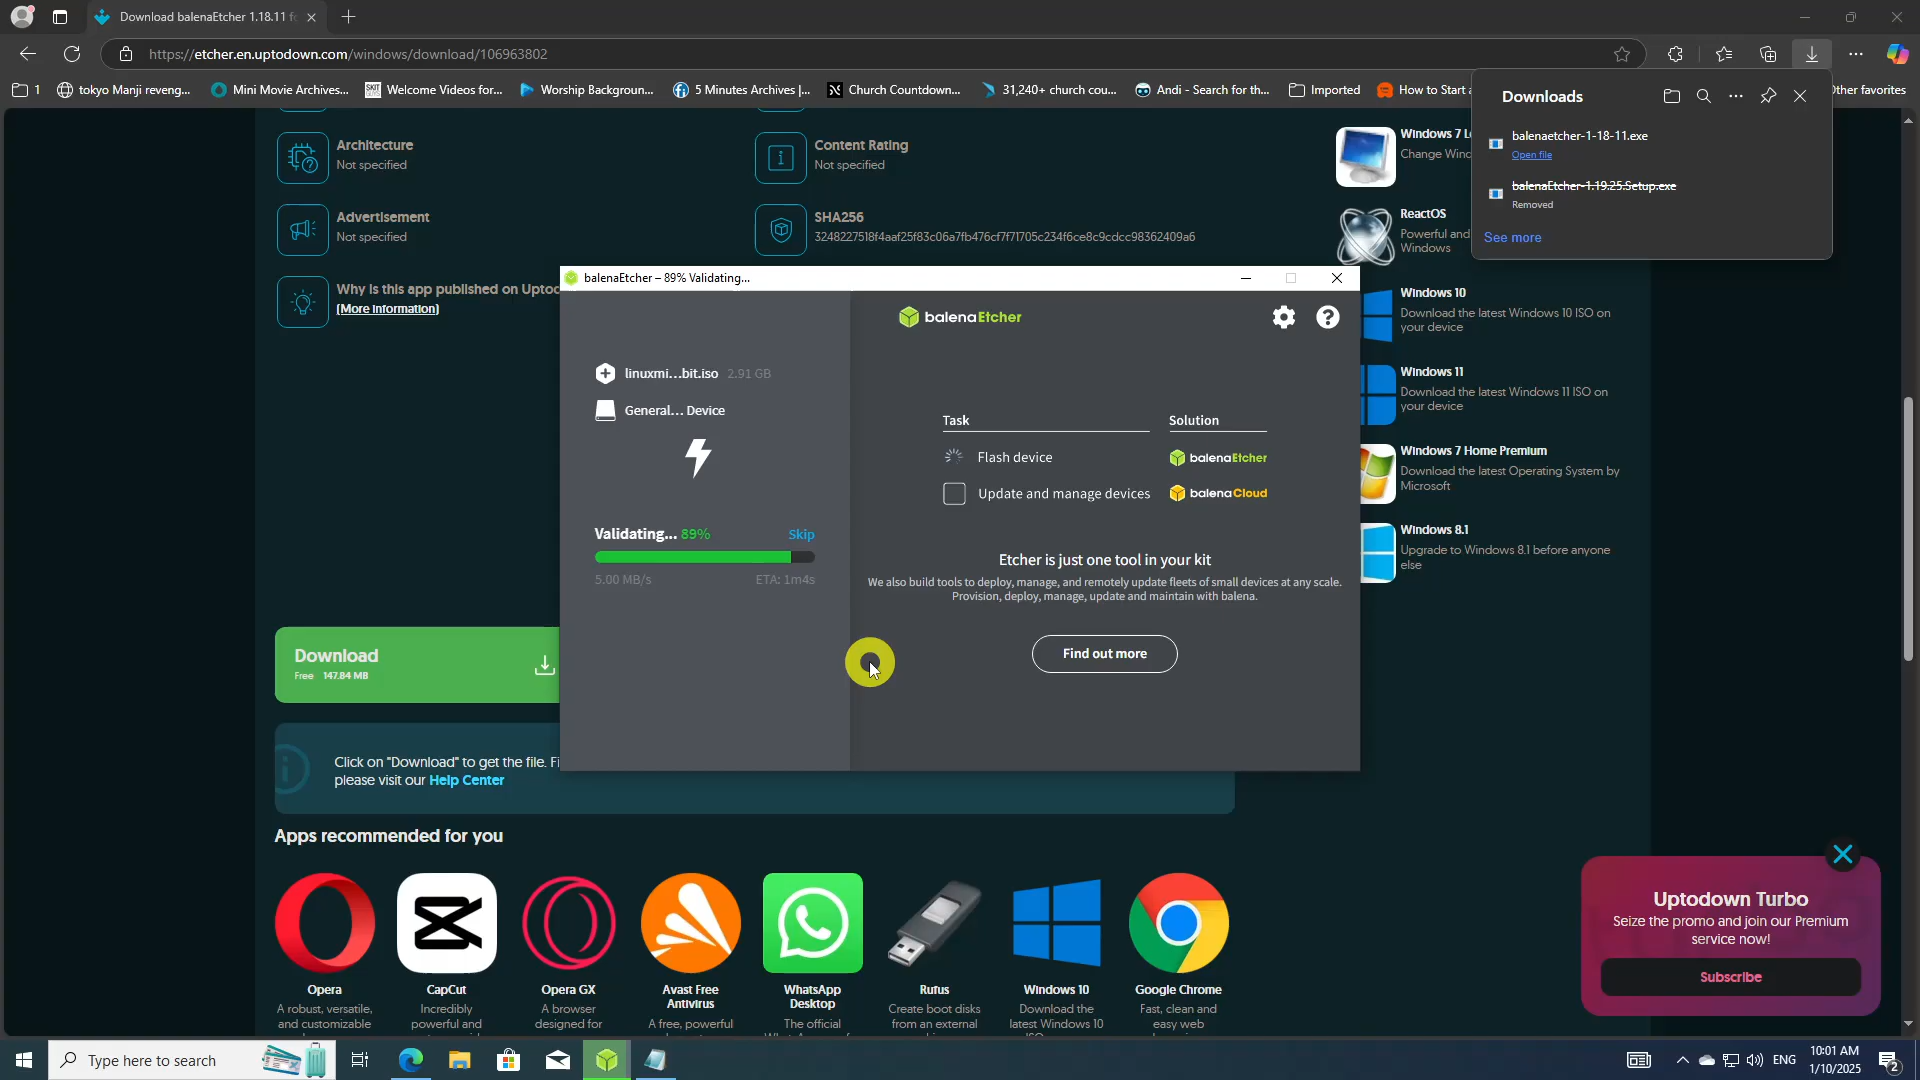 Download balenaEtcher 1.18.11 f
https://etcher.en.uptodown.com/windows/download/106963802
1
tokyo Manji reveng...
Mini Movie Archives...
Welcome Videos for...
Worship Backgroun...
5 Minutes Archives |...
Church Countdown...
31,240+ church cou...
Andi - Search for th...
Imported
How to Start a
Other favorites
Downloads
balenaetcher-1-18-11.exe
Open file
balenaEtcher-1.19.25.Setup.exe
Removed
See more
Architecture
Not specified
Content Rating
Not specified
Advertisement
Not specified
SHA256
3248227518f4aaf25f83c06a7fb476cf7f71705c234f6ce8c9cdcc98362409a6
Why is this app published on Uptod
(More information)
Windows 7 L
Change Winc
ReactOS
Powerful and
Windows
Windows 10
Download the latest Windows 10 ISO on
your device
Windows 11
Download the latest Windows 11 ISO on
your device
Windows 7 Home Premium
Download the latest Operating System by
Microsoft
Windows 8.1
Upgrade to Windows 8.1 before anyone
else
balenaEtcher – 89% Validating...
balenaEtcher
linuxmi...bit.iso 2.91 GB
General... Device
Validating... 89%
Skip
5.00 MB/s
ETA: 1m4s
Task
Solution
Flash device
balenaEtcher
Update and manage devices
balenaCloud
Etcher is just one tool in your kit
We also build tools to deploy, manage, and remotely update fleets of small devices at any scale.
Provision, deploy, manage, update and maintain with balena.
Find out more
Download
Free 147.84 MB
Click on "Download" to get the file. Fi
please visit our Help Center
Apps recommended for you
Opera
A robust, versatile,
and customizable
CapCut
Incredibly
powerful and
Opera GX
A browser
designed for
Avast Free
Antivirus
A free, powerful
WhatsApp
Desktop
The official
Rufus
Create boot disks
from an external
Windows 10
Download the
latest Windows 10
Google Chrome
Fast, clean and
easy web
Uptodown Turbo
Seize the promo and join our Premium
service now!
Subscribe
Type here to search
ENG
10:01 AM
1/10/2025
2